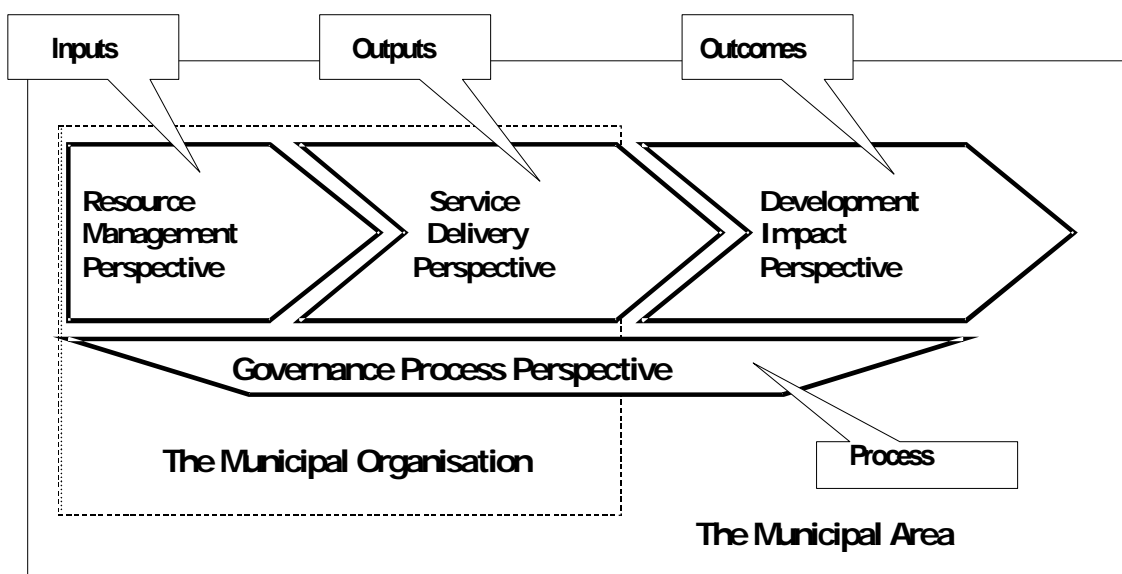 Inputs
Outputs
Outcomes
Resource
Management
Perspective
Service
Delivery
Perspective
Development
Impact
Perspective
Governance Process Perspective
The Municipal Organisation
Process
The Municipal Area